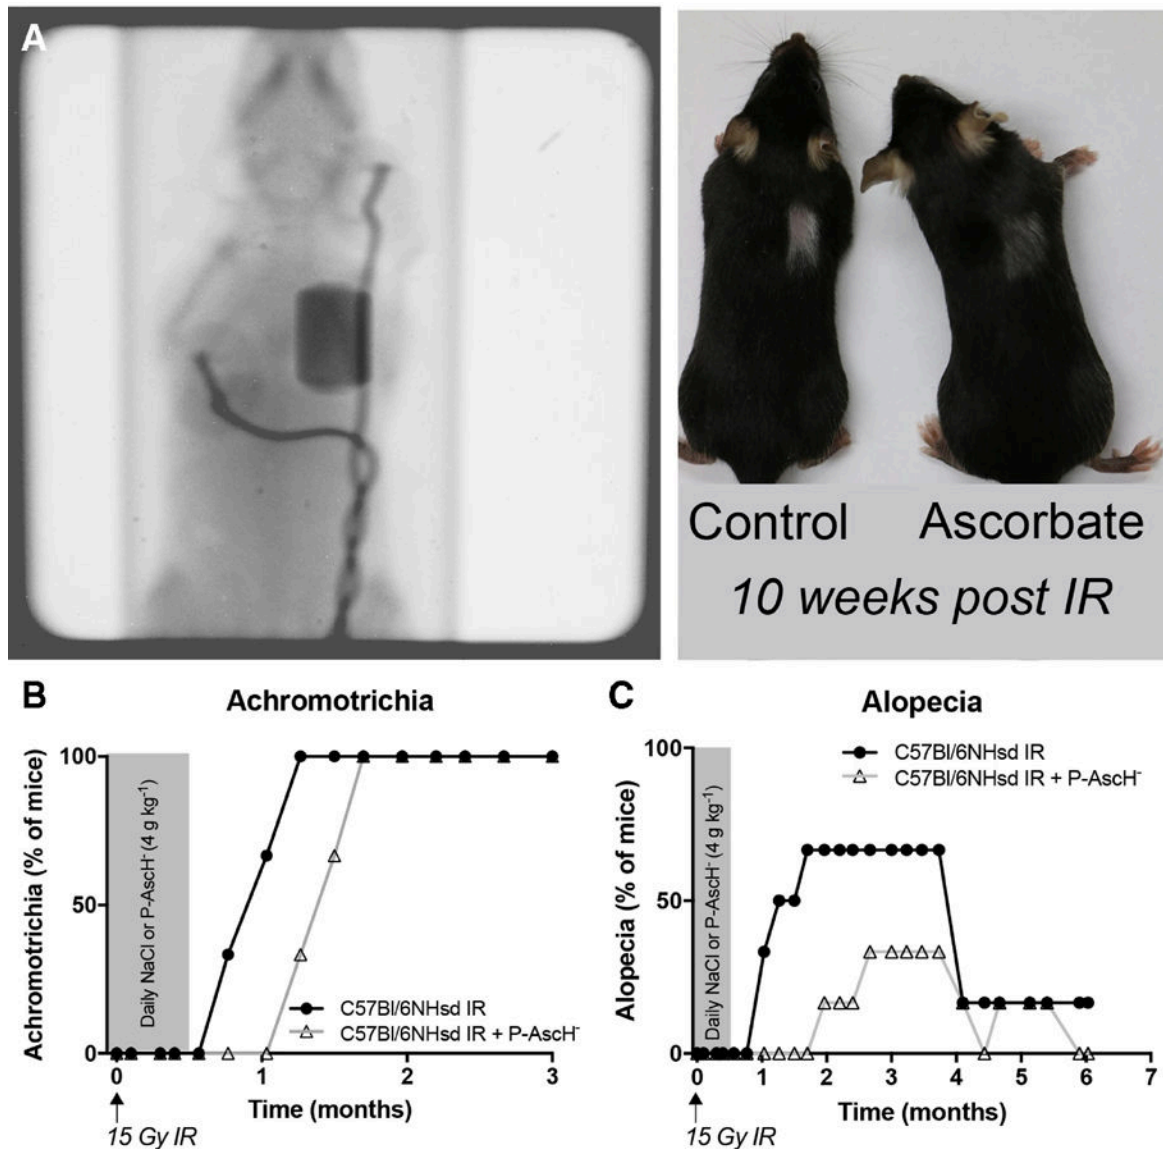 A
Control Ascorbate
10 weeks post IR
B
Achromotrichia
Achromotrichia (% of mice)
100
50
0
Daily NaCl or P-AscH⁻ (4 g kg⁻¹)
C57Bl/6NHsd IR
C57Bl/6NHsd IR + P-AscH⁻
0 1 2 3
Time (months)
15 Gy IR
C
Alopecia
Alopecia (% of mice)
100
50
0
Daily NaCl or P-AscH⁻ (4 g kg⁻¹)
C57Bl/6NHsd IR
C57Bl/6NHsd IR + P-AscH⁻
0 1 2 3 4 5 6 7
Time (months)
15 Gy IR